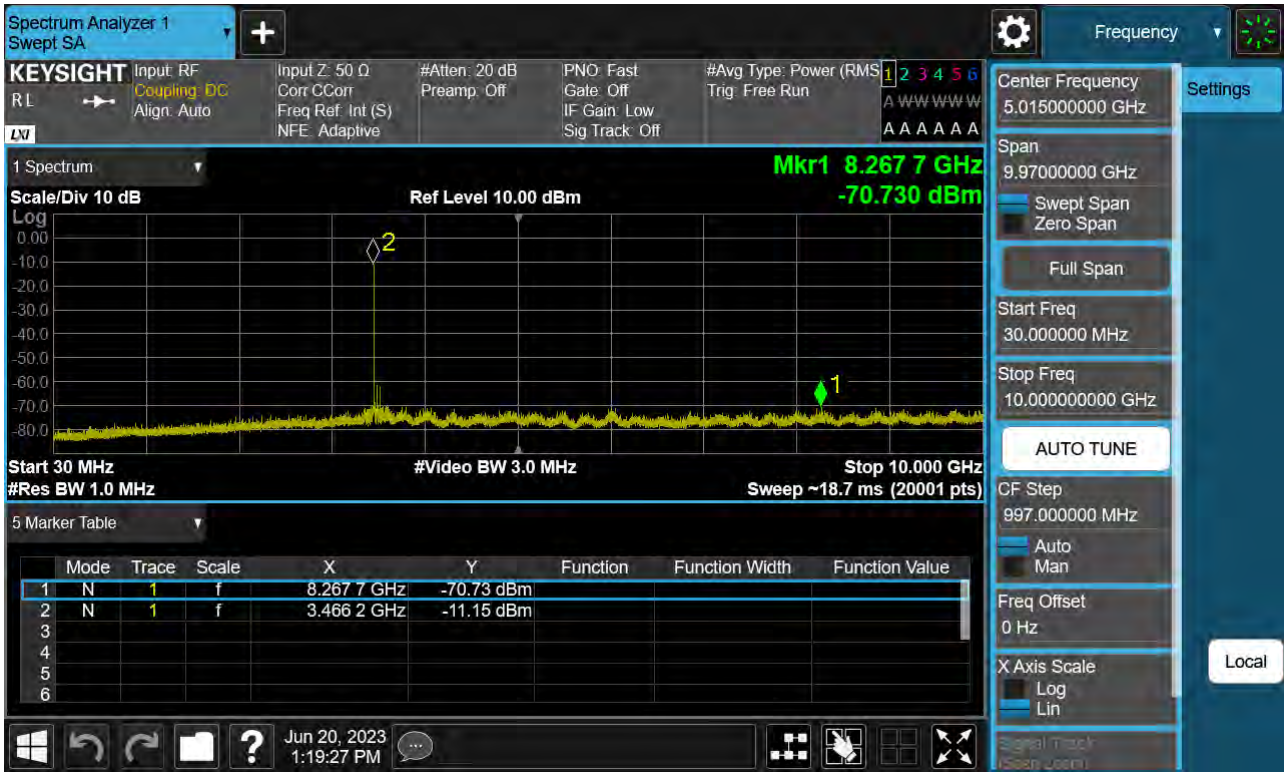 Spectrum Analyzer 1
Swept SA
+
Frequency
KEYSIGHT
RL
LXI
Input: RF
Coupling: DC
Align: Auto
Input Z: 50 Ω
Corr CCorr
Freq Ref: Int (S)
NFE: Adaptive
#Atten: 20 dB
Preamp: Off
PNO: Fast
Gate: Off
IF Gain: Low
Sig Track: Off
#Avg Type: Power (RMS
Trig: Free Run
1 2 3 4 5 6
A W W W W W
A A A A A A
1 Spectrum
Mkr1 8.267 7 GHz
Scale/Div 10 dB
Ref Level 10.00 dBm
-70.730 dBm
Log
0.00
-10.0
-20.0
-30.0
-40.0
-50.0
-60.0
-70.0
-80.0
2
1
Start 30 MHz
#Video BW 3.0 MHz
Stop 10.000 GHz
#Res BW 1.0 MHz
Sweep ~18.7 ms (20001 pts)
5 Marker Table
Mode Trace Scale X Y Function Function Width Function Value
1 N 1 f 8.267 7 GHz -70.73 dBm
2 N 1 f 3.466 2 GHz -11.15 dBm
3
4
5
6
?
Jun 20, 2023
1:19:27 PM
Center Frequency
5.015000000 GHz
Span
9.97000000 GHz
Swept Span
Zero Span
Full Span
Start Freq
30.000000 MHz
Stop Freq
10.000000000 GHz
AUTO TUNE
CF Step
997.000000 MHz
Auto
Man
Freq Offset
0 Hz
X Axis Scale
Log
Lin
Signal Track
(Span Zoom)
Settings
Local